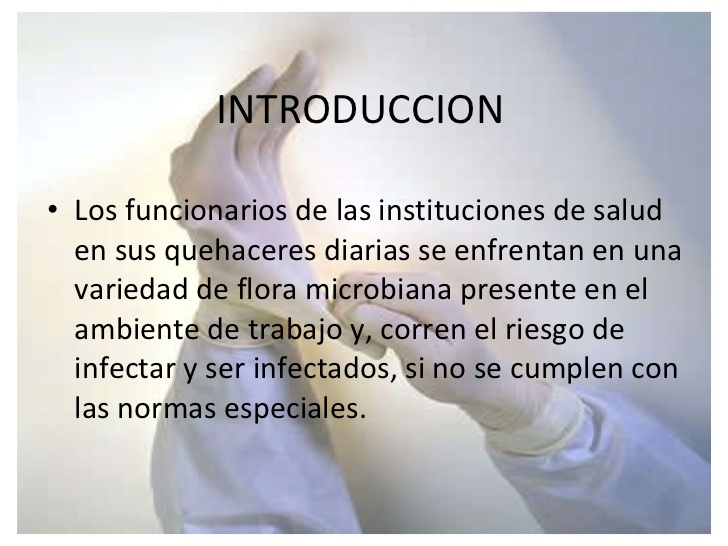 INTRODUCCION
• Los funcionarios de las instituciones de salud
en sus quehaceres diarias se enfrentan en una
variedad de flora microbiana presente en el
ambiente de trabajo y, corren el riesgo de
infectar y ser infectados, si no se cumplen con
las normas especiales.